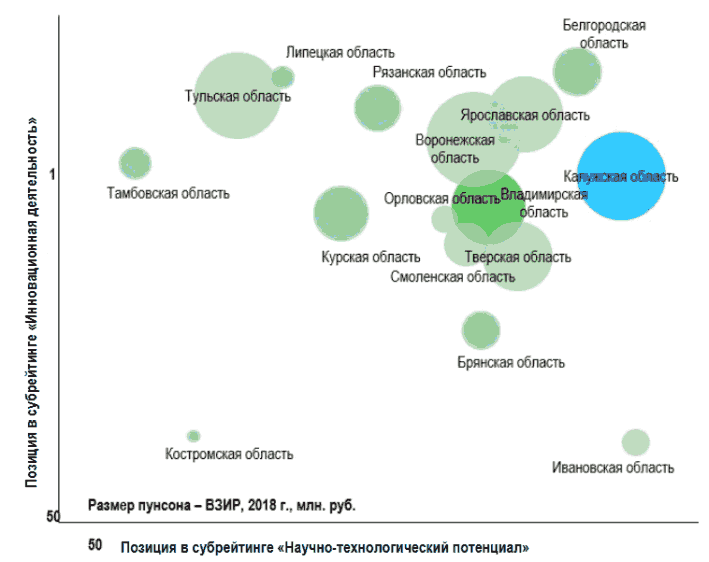 Белгородская
область
Липецкая область
Рязанская область
Тульская область
Ярославская область
Воронежская
область
1
Калужская область
Тамбовская область
Орловская область
Владимирская
область
Курская область
Тверская область
Смоленская область
Брянская область
Костромская область
Ивановская область
Позиция в субрейтинге «Инновационная деятельность»
Размер пунсона – ВЗИР, 2018 г., млн. руб.
50
50 Позиция в субрейтинге «Научно-технологический потенциал»